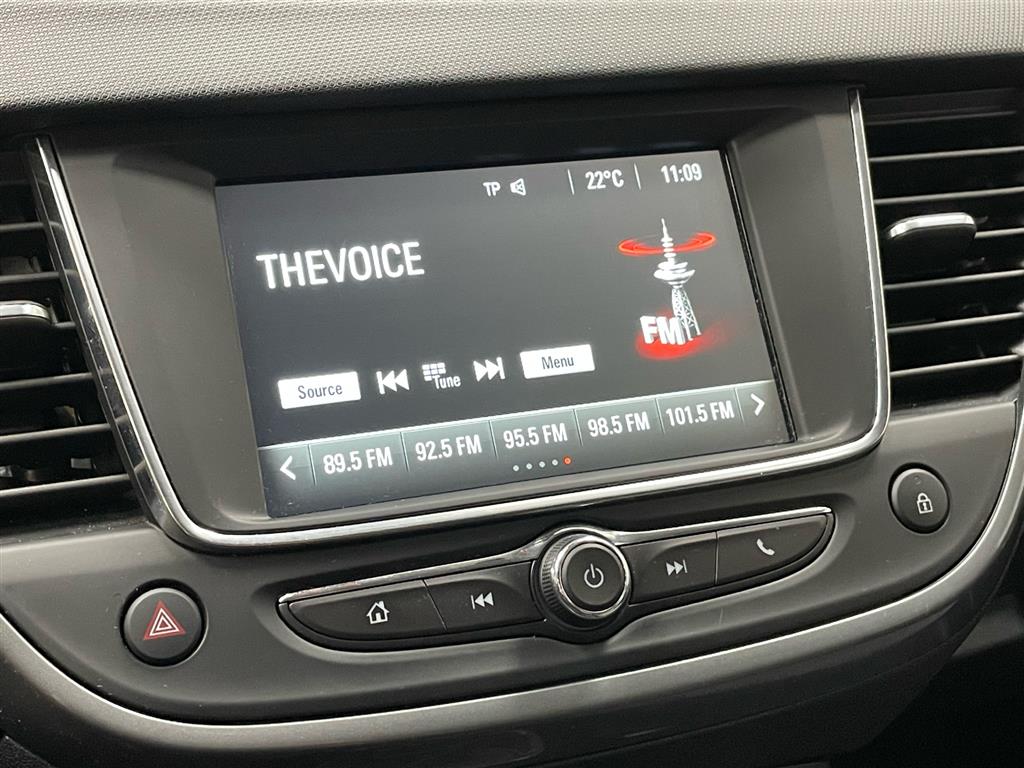 TP 22°C 11:09
THEVOICE
FM
Source Tune Menu
89.5 FM 92.5 FM 95.5 FM 98.5 FM 101.5 FM